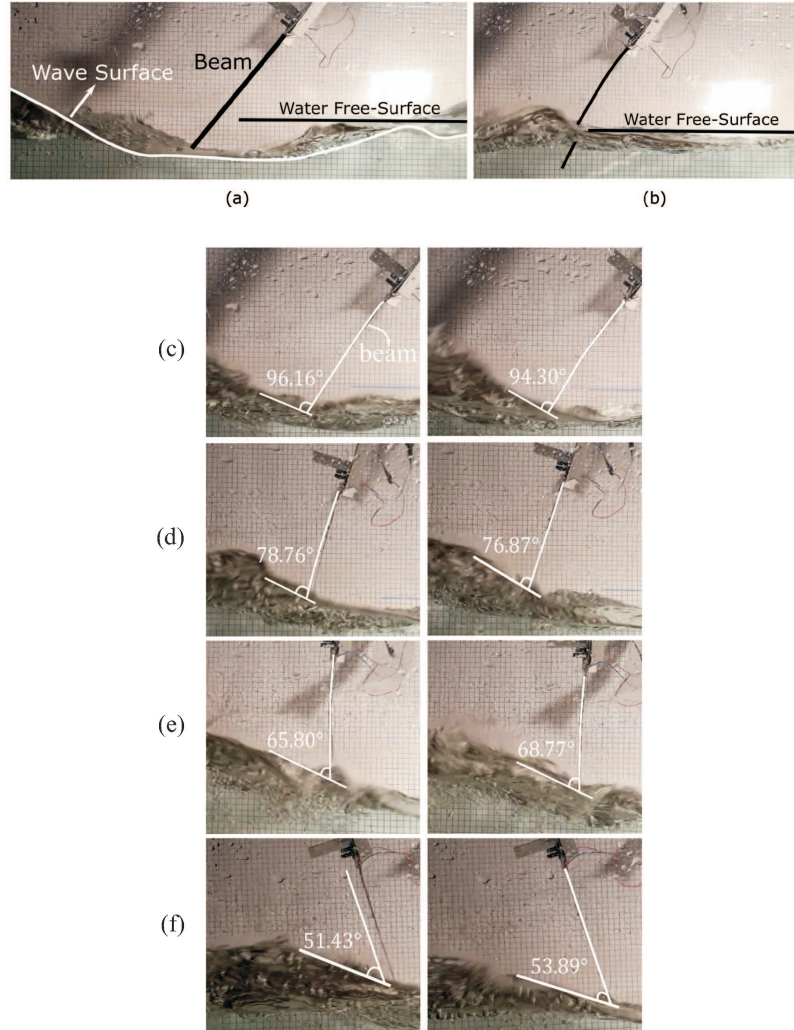 Wave Surface
Beam
Water Free-Surface
Water Free-Surface
(a)
(b)
(c)
96.16°
beam
94.30°
(d)
78.76°
76.87°
(e)
65.80°
68.77°
(f)
51.43°
53.89°